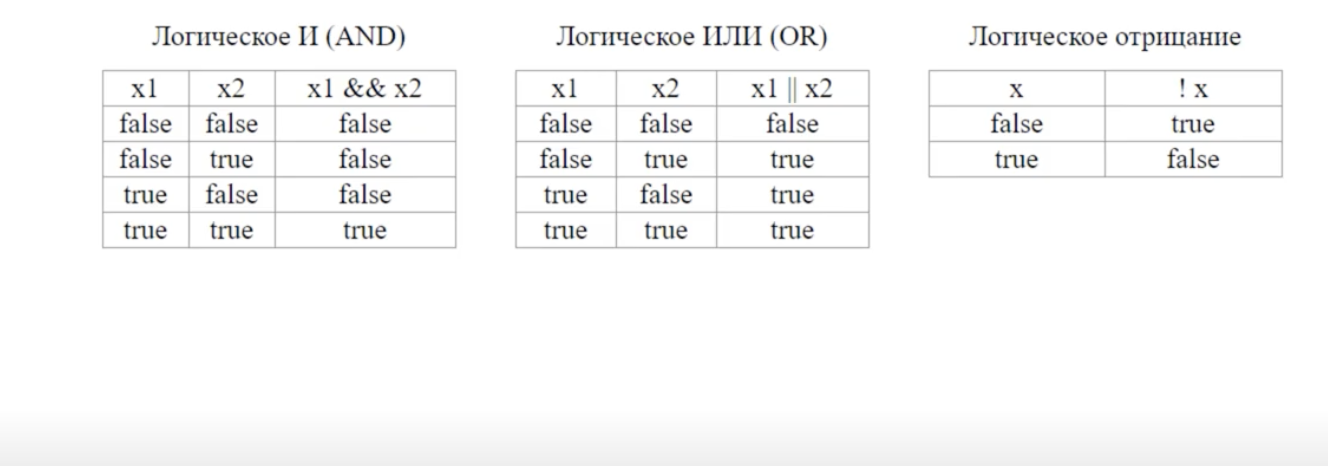 Логическое И (AND)
x1 x2 x1 && x2
false false false
false true false
true false false
true true true
Логическое ИЛИ (OR)
x1 x2 x1 || x2
false false false
false true true
true false true
true true true
Логическое отрицание
x ! x
false true
true false